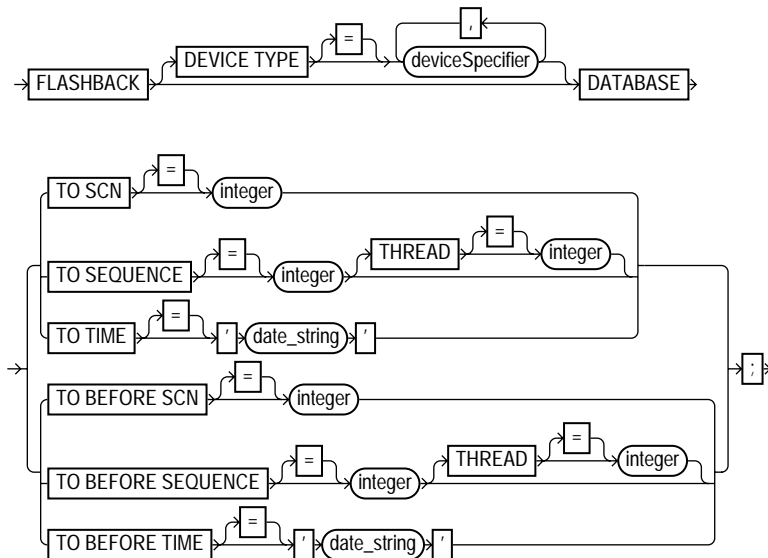 ,
DEVICE TYPE = deviceSpecifier
FLASHBACK DATABASE
TO SCN = integer
TO SEQUENCE = integer THREAD = integer
TO TIME = ' date_string '
;
TO BEFORE SCN = integer
TO BEFORE SEQUENCE = integer THREAD = integer
TO BEFORE TIME = ' date_string '